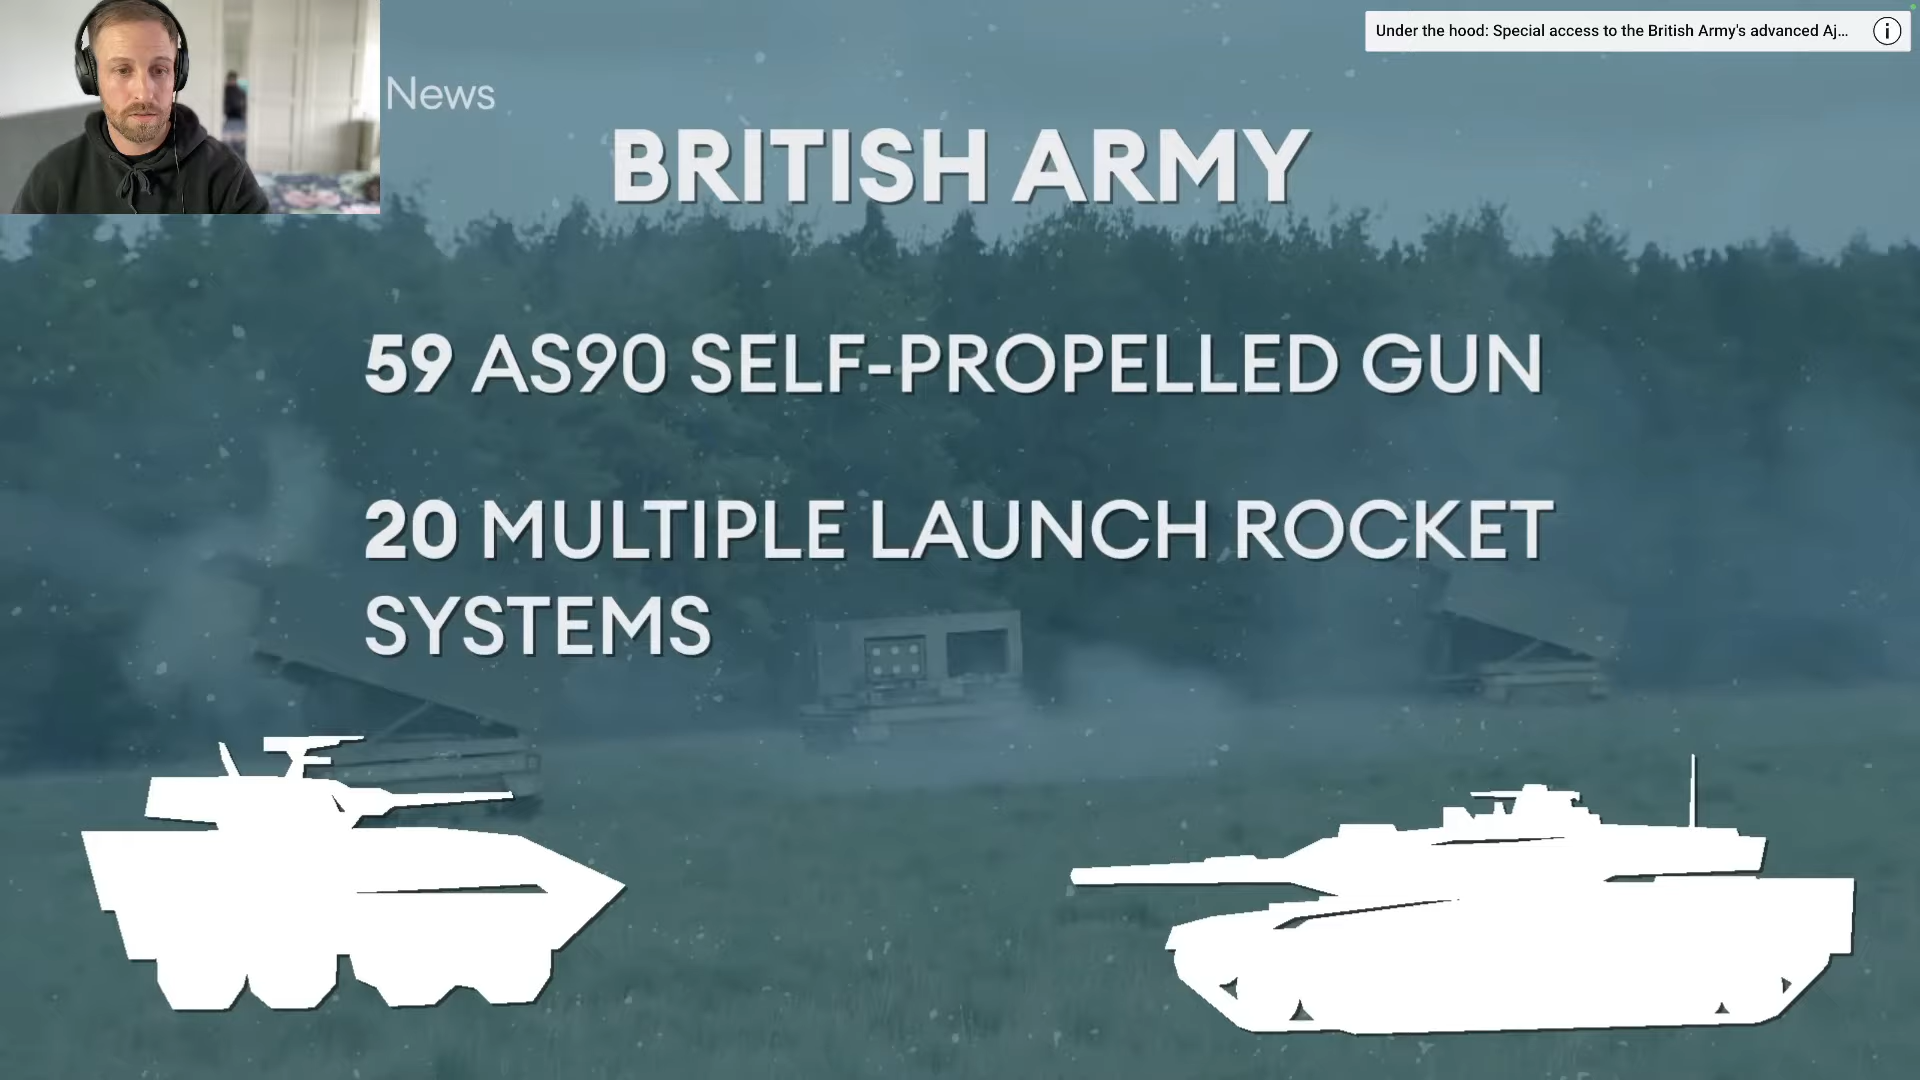 Under the hood: Special access to the British Army's advanced Aj...
News
BRITISH ARMY
59 AS90 SELF-PROPELLED GUN
20 MULTIPLE LAUNCH ROCKET
SYSTEMS